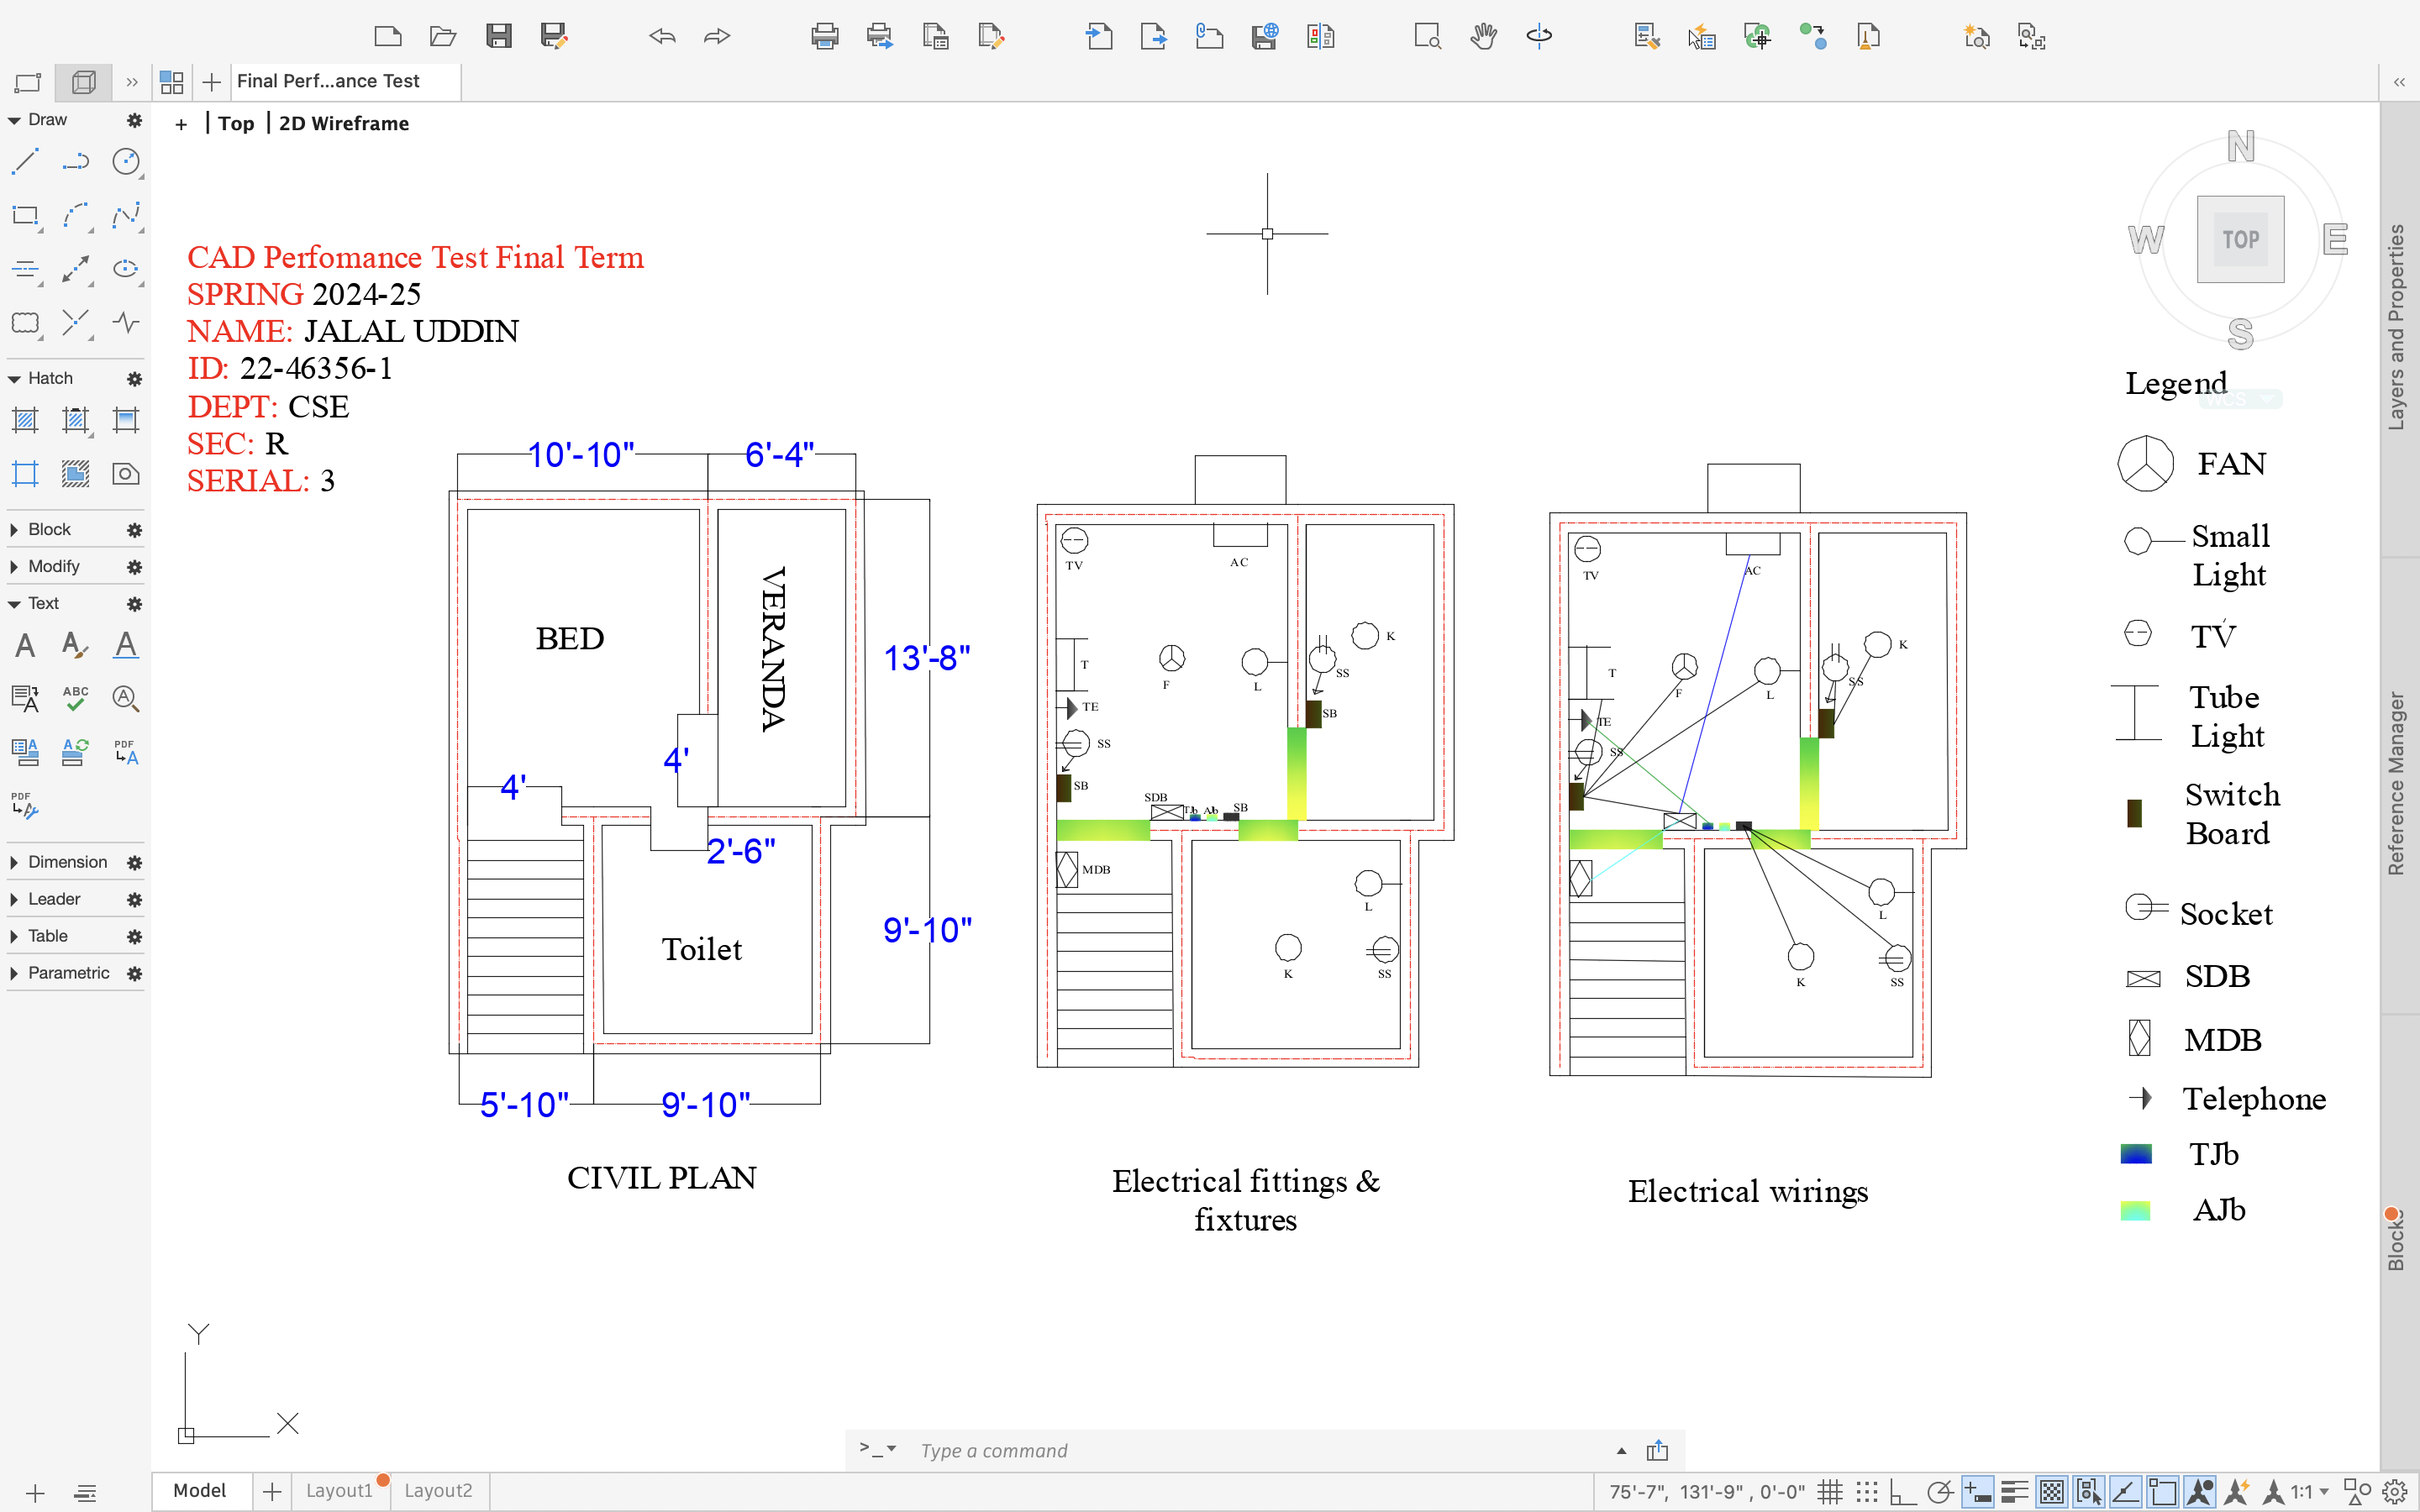 Final Perf...ance Test
Draw
+ | Top | 2D Wireframe
Hatch
Block
Modify
Text
A
A
A
ABC
A
A
A
PDF
A
PDF
Dimension
Leader
Table
Parametric
CAD Perfomance Test Final Term
SPRING 2024-25
NAME: JALAL UDDIN
ID: 22-46356-1
DEPT: CSE
SEC: R
SERIAL: 3
10'-10"
6'-4"
BED
VERANDA
13'-8"
4'
4'
2'-6"
Toilet
9'-10"
5'-10"
9'-10"
CIVIL PLAN
TV
AC
K
T
F
L
SS
TE
SB
SS
SB
SDB
TJb
AJb
SB
MDB
L
K
SS
Electrical fittings &
fixtures
TV
AC
K
T
F
L
SS
TE
SS
L
K
SS
Electrical wirings
N
W
TOP
E
S
WCS
Legend
FAN
Small
Light
TV
Tube
Light
Switch
Board
Socket
SDB
MDB
Telephone
TJb
AJb
Layers and Properties
Reference Manager
Blocks
Y
X
>_ Type a command
Model
Layout1
Layout2
75'-7", 131'-9" , 0'-0"
1:1